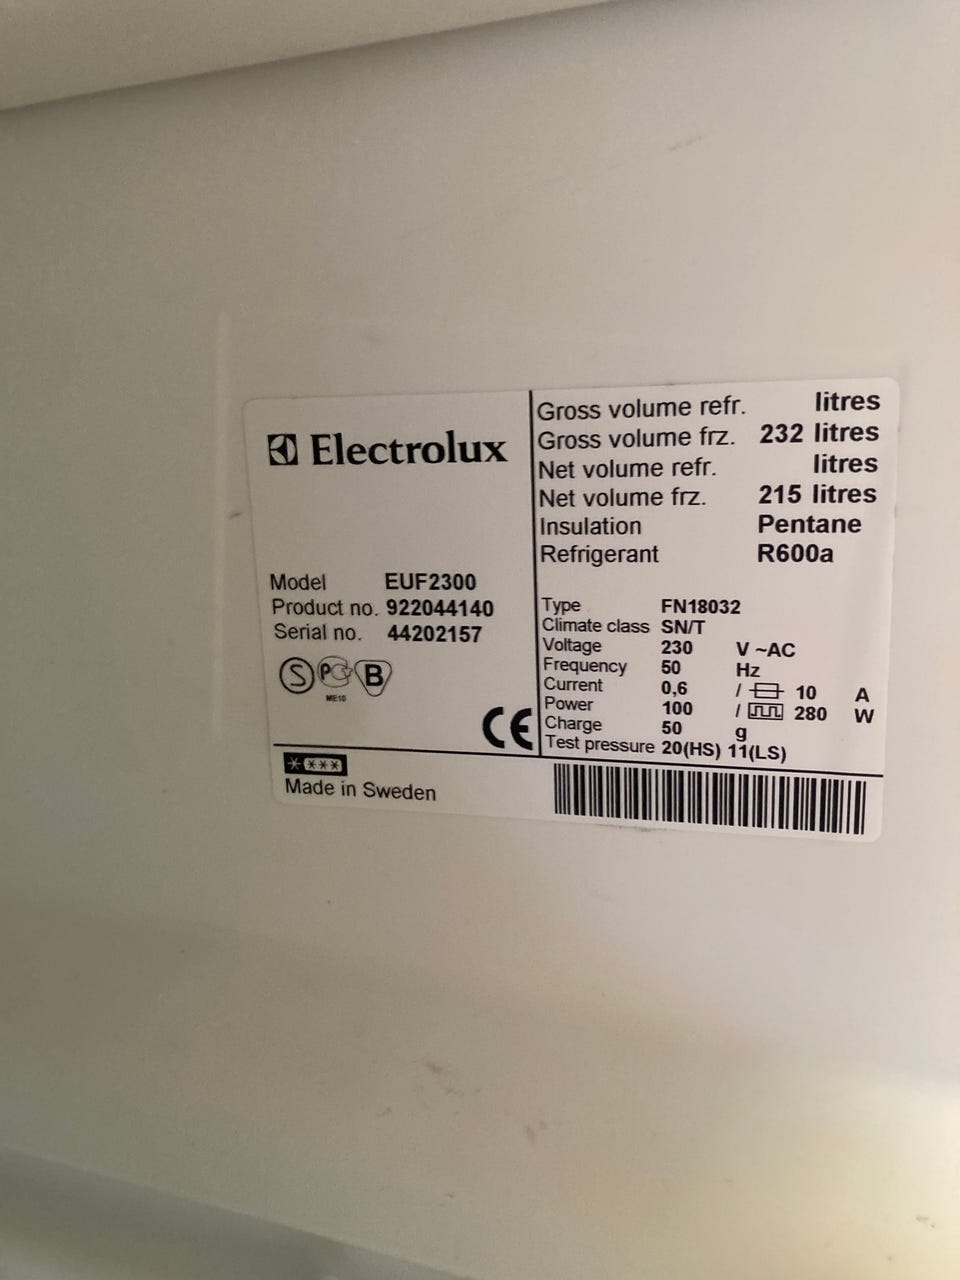 Electrolux
Model EUF2300
Product no. 922044140
Serial no. 44202157
S PG B
ME10
CE
Gross volume refr. litres
Gross volume frz. 232 litres
Net volume refr. litres
Net volume frz. 215 litres
Insulation Pentane
Refrigerant R600a
Type FN18032
Climate class SN/T
Voltage 230 V ~AC
Frequency 50 Hz
Current 0,6 / 10 A
Power 100 / 280 W
Charge 50 g
Test pressure 20(HS) 11(LS)
* ***
Made in Sweden